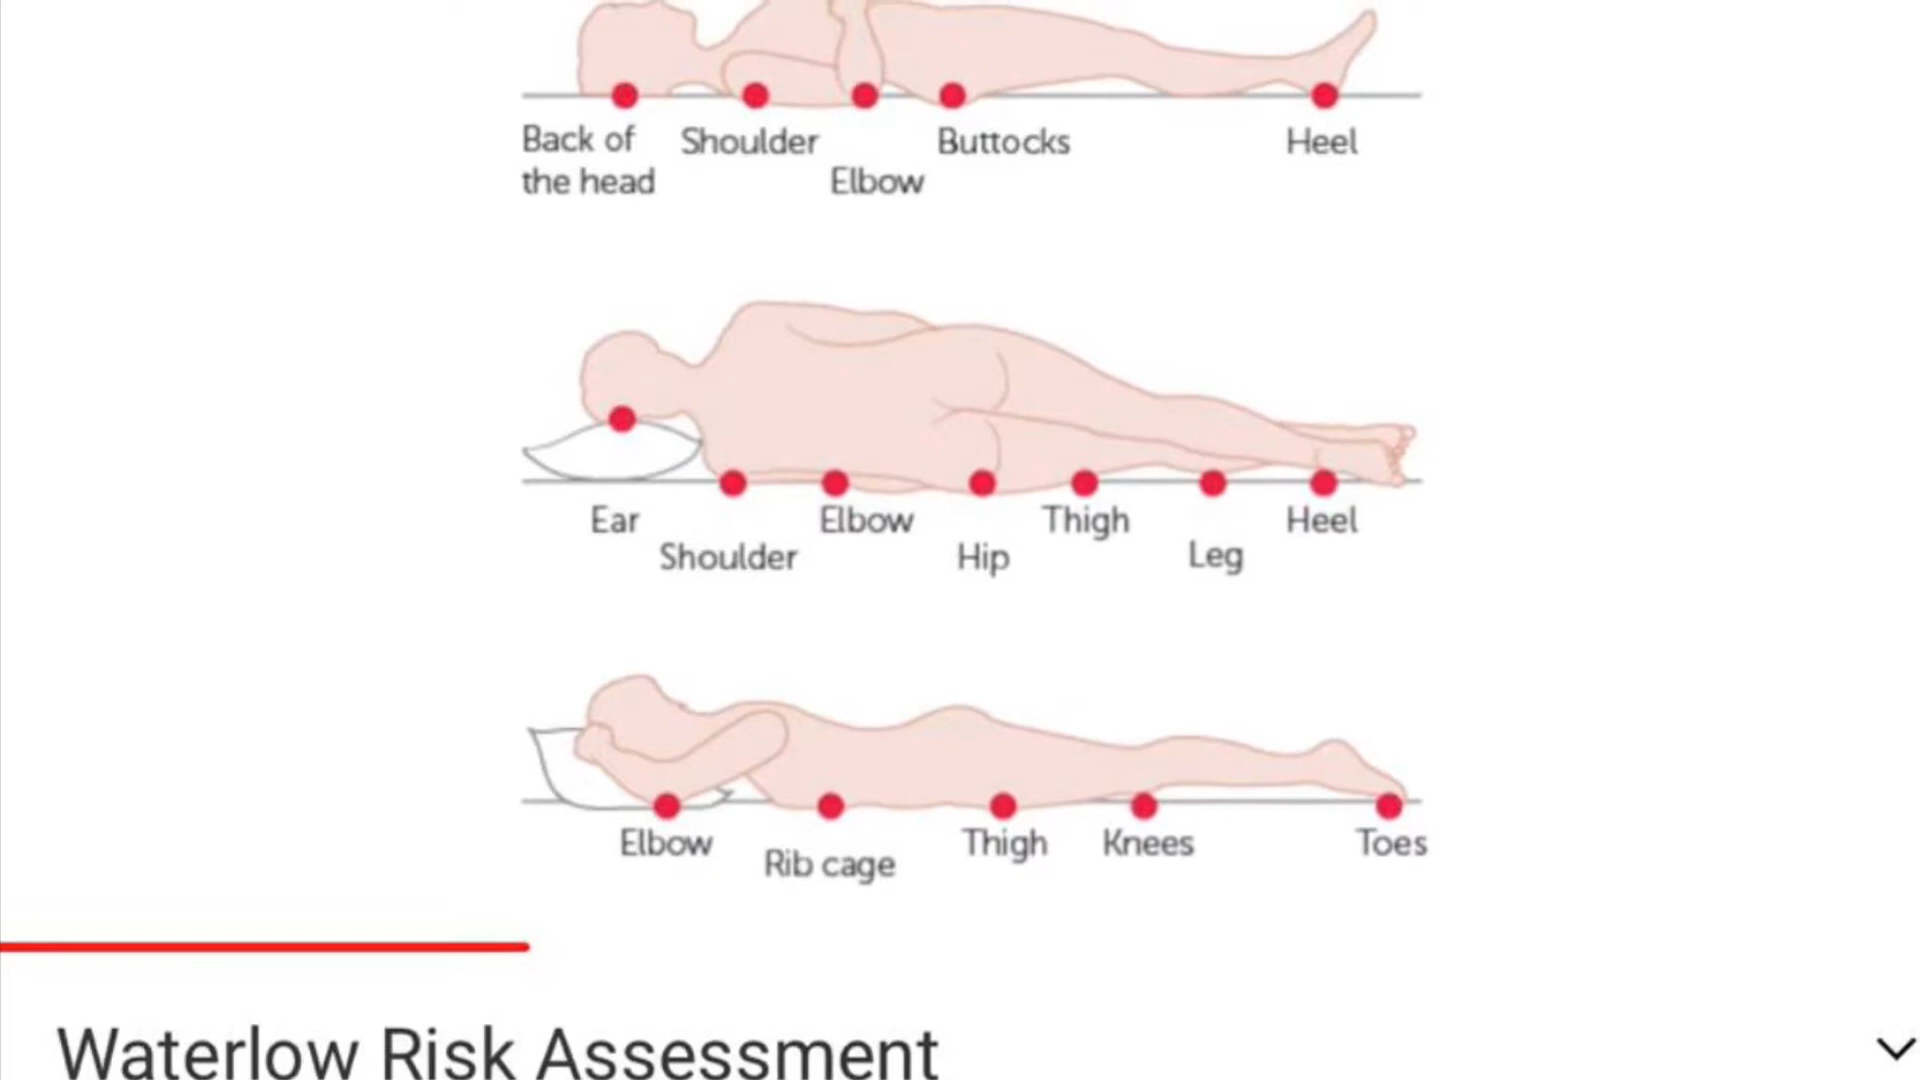 Back of
the head
Shoulder
Elbow
Buttocks
Heel
Ear
Shoulder
Elbow
Hip
Thigh
Leg
Heel
Elbow
Rib cage
Thigh
Knees
Toes
Waterlow Risk Assessment